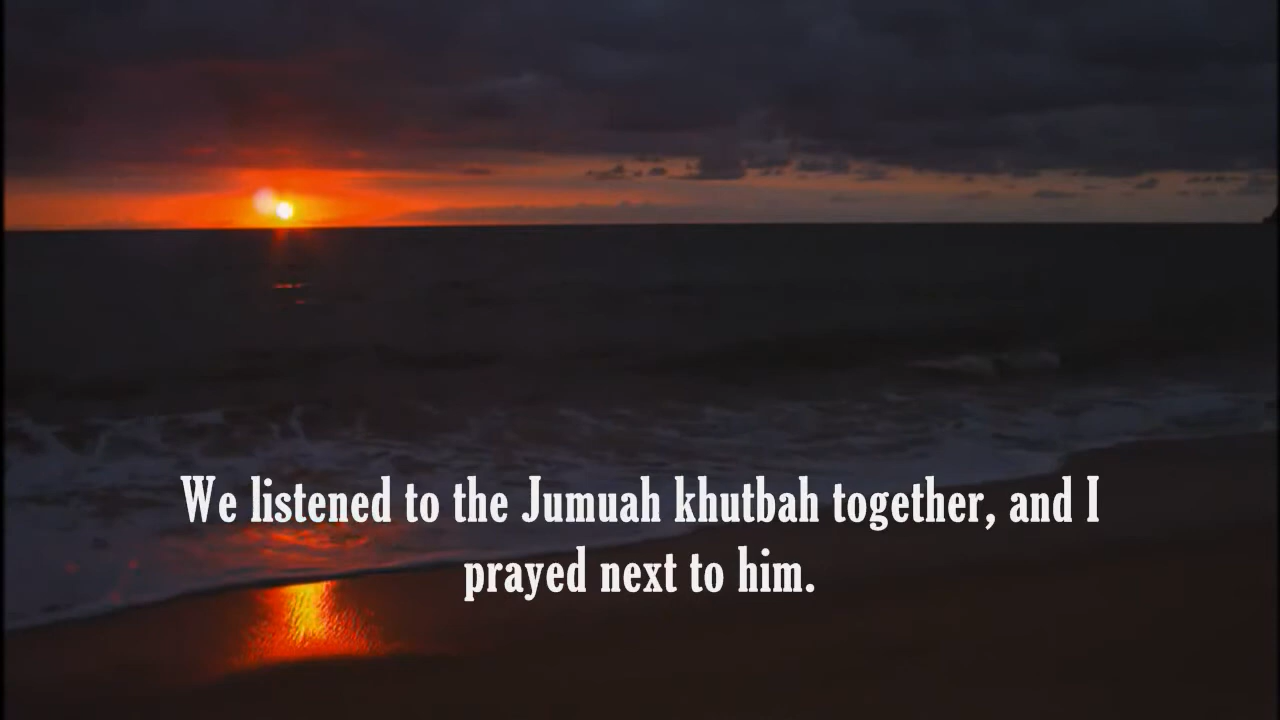 We listened to the Jumuah khutbah together, and I
prayed next to him.